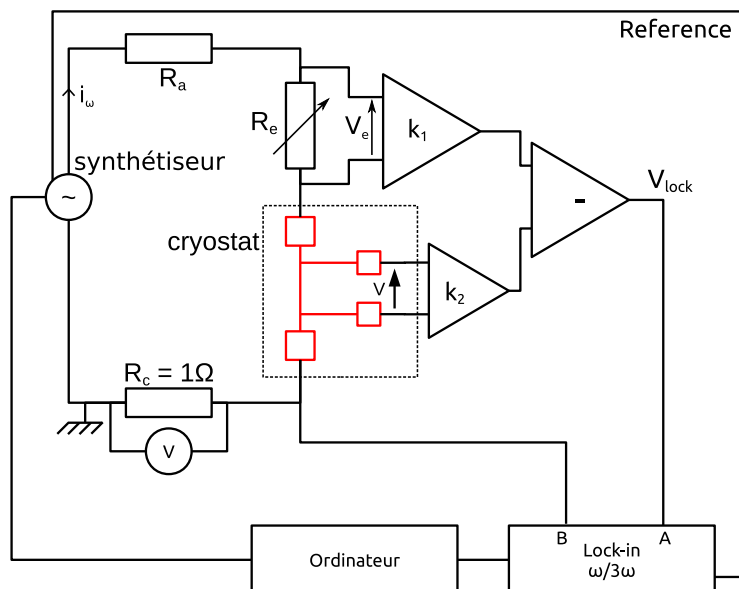 Reference
R_a
i_ω
R_e
V_e
k_1
synthétiseur
~
-
V_lock
cryostat
V
k_2
R_c = 1Ω
V
B
A
Ordinateur
Lock-in
ω/3ω